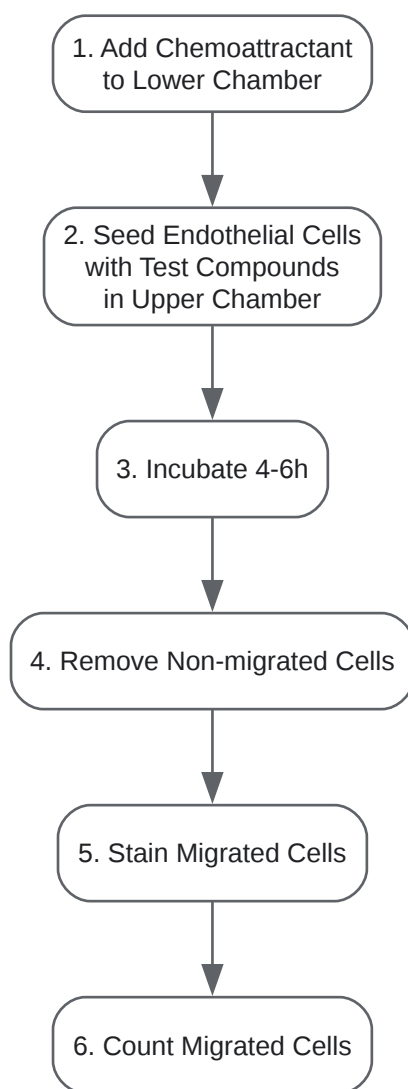 1. Add Chemoattractant
to Lower Chamber
2. Seed Endothelial Cells
with Test Compounds
in Upper Chamber
3. Incubate 4-6h
4. Remove Non-migrated Cells
5. Stain Migrated Cells
6. Count Migrated Cells